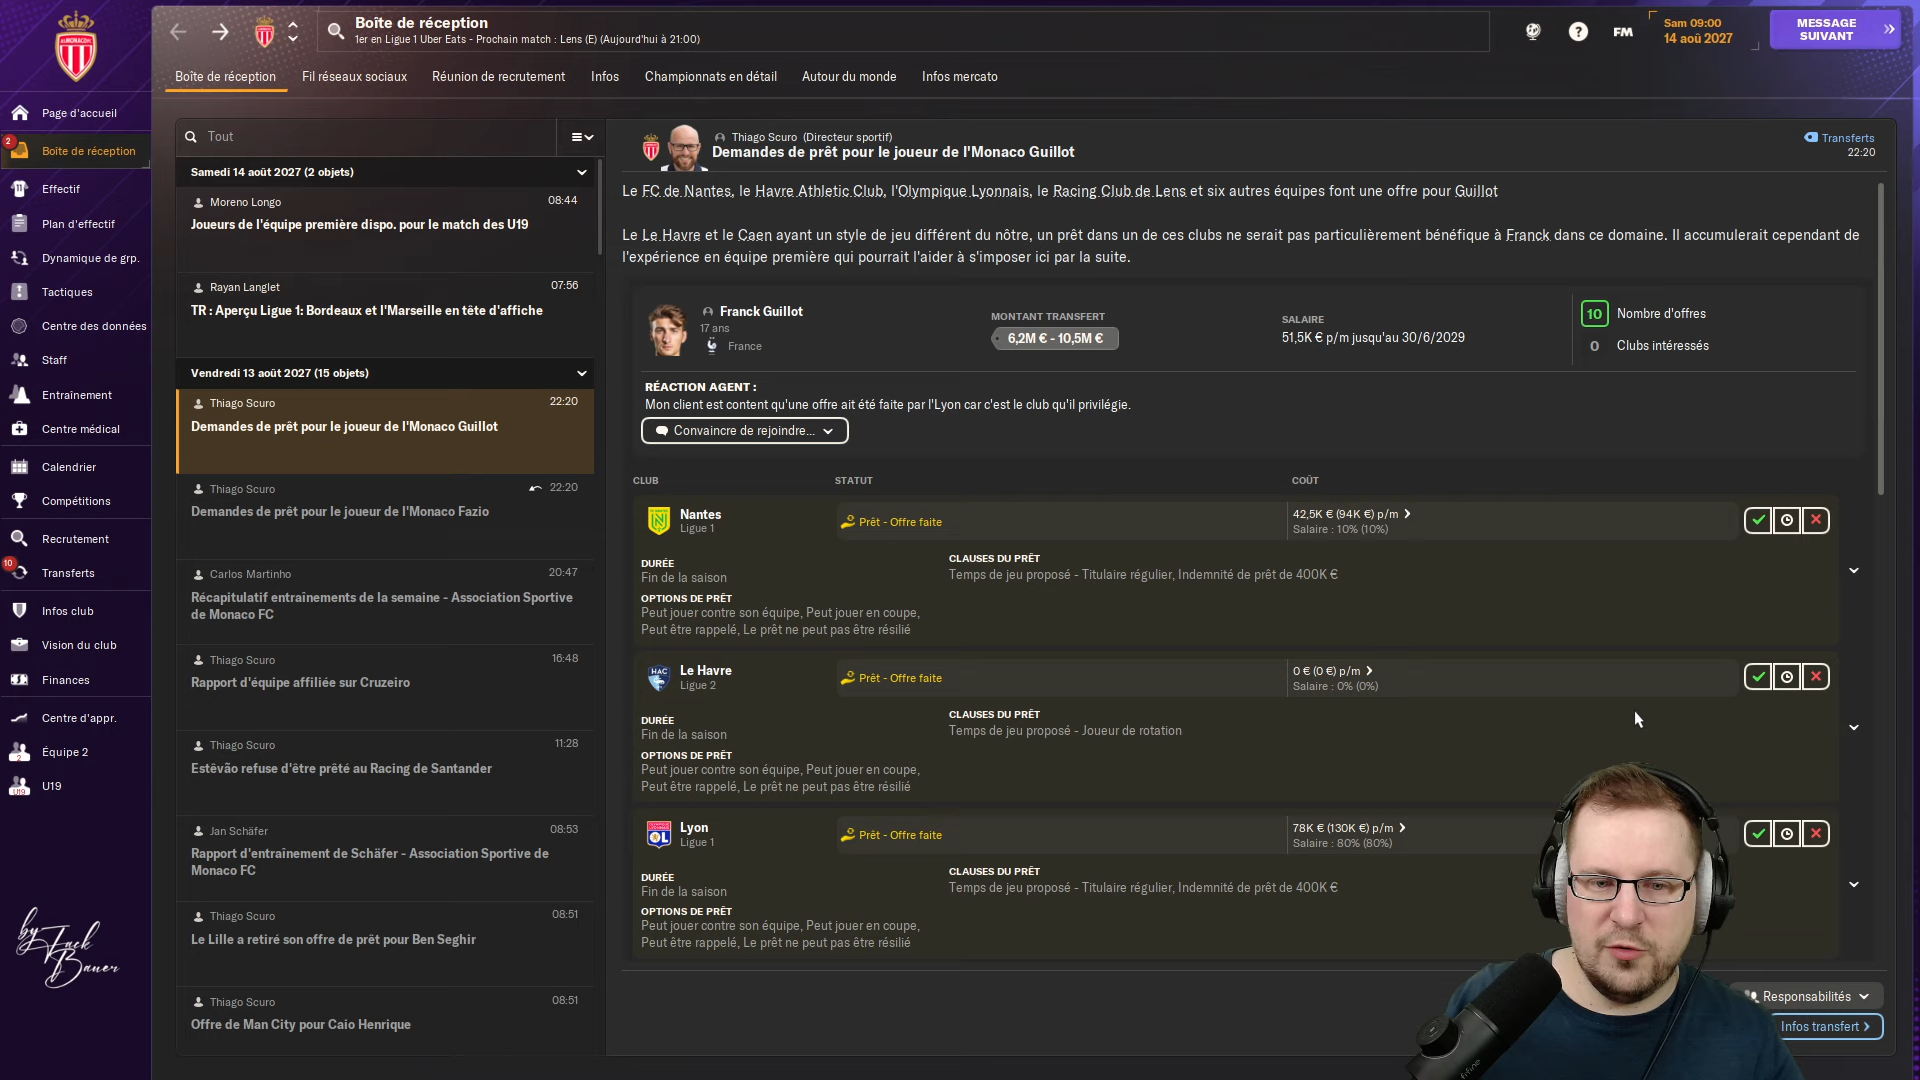 Boîte de réception
1er en Ligue 1 Uber Eats - Prochain match : Lens (E) (Aujourd'hui à 21:00)
FM
Sam 09:00
14 aoû 2027
MESSAGE
SUIVANT
Boîte de réception
Fil réseaux sociaux
Réunion de recrutement
Infos
Championnats en détail
Autour du monde
Infos mercato
Page d'accueil
2
Boîte de réception
Effectif
Plan d'effectif
Dynamique de grp.
Tactiques
Centre des données
Staff
Entraînement
Centre médical
Calendrier
Compétitions
Recrutement
10
Transferts
Infos club
Vision du club
Finances
Centre d'appr.
Équipe 2
U19
by Jack
Bauer
Tout
Samedi 14 août 2027 (2 objets)
Moreno Longo 08:44
Joueurs de l'équipe première dispo. pour le match des U19
Rayan Langlet 07:56
TR : Aperçu Ligue 1: Bordeaux et l'Marseille en tête d'affiche
Vendredi 13 août 2027 (15 objets)
Thiago Scuro 22:20
Demandes de prêt pour le joueur de l'Monaco Guillot
Thiago Scuro 22:20
Demandes de prêt pour le joueur de l'Monaco Fazio
Carlos Martinho 20:47
Récapitulatif entraînements de la semaine - Association Sportive
de Monaco FC
Thiago Scuro 16:48
Rapport d'équipe affiliée sur Cruzeiro
Thiago Scuro 11:28
Estêvão refuse d'être prêté au Racing de Santander
Jan Schäfer 08:53
Rapport d'entraînement de Schäfer - Association Sportive de
Monaco FC
Thiago Scuro 08:51
Le Lille a retiré son offre de prêt pour Ben Seghir
Thiago Scuro 08:51
Offre de Man City pour Caio Henrique
Thiago Scuro (Directeur sportif)
Demandes de prêt pour le joueur de l'Monaco Guillot
Transferts
22:20
Le FC de Nantes, le Havre Athletic Club, l'Olympique Lyonnais, le Racing Club de Lens et six autres équipes font une offre pour Guillot
Le Le Havre et le Caen ayant un style de jeu différent du nôtre, un prêt dans un de ces clubs ne serait pas particulièrement bénéfique à Franck dans ce domaine. Il accumulerait cependant de
l'expérience en équipe première qui pourrait l'aider à s'imposer ici par la suite.
Franck Guillot
17 ans
France
MONTANT TRANSFERT
6,2M € - 10,5M €
SALAIRE
51,5K € p/m jusqu'au 30/6/2029
10 Nombre d'offres
0 Clubs intéressés
RÉACTION AGENT :
Mon client est content qu'une offre ait été faite par l'Lyon car c'est le club qu'il privilégie.
Convaincre de rejoindre...
CLUB STATUT COÛT
Nantes
Ligue 1
Prêt - Offre faite
42,5K € (94K €) p/m
Salaire : 10% (10%)
DURÉE
Fin de la saison
CLAUSES DU PRÊT
Temps de jeu proposé - Titulaire régulier, Indemnité de prêt de 400K €
OPTIONS DE PRÊT
Peut jouer contre son équipe, Peut jouer en coupe,
Peut être rappelé, Le prêt ne peut pas être résilié
HAC
Le Havre
Ligue 2
Prêt - Offre faite
0 € (0 €) p/m
Salaire : 0% (0%)
DURÉE
Fin de la saison
CLAUSES DU PRÊT
Temps de jeu proposé - Joueur de rotation
OPTIONS DE PRÊT
Peut jouer contre son équipe, Peut jouer en coupe,
Peut être rappelé, Le prêt ne peut pas être résilié
OL
Lyon
Ligue 1
Prêt - Offre faite
78K € (130K €) p/m
Salaire : 80% (80%)
DURÉE
Fin de la saison
CLAUSES DU PRÊT
Temps de jeu proposé - Titulaire régulier, Indemnité de prêt de 400K €
OPTIONS DE PRÊT
Peut jouer contre son équipe, Peut jouer en coupe,
Peut être rappelé, Le prêt ne peut pas être résilié
Responsabilités
Infos transfert
fifine